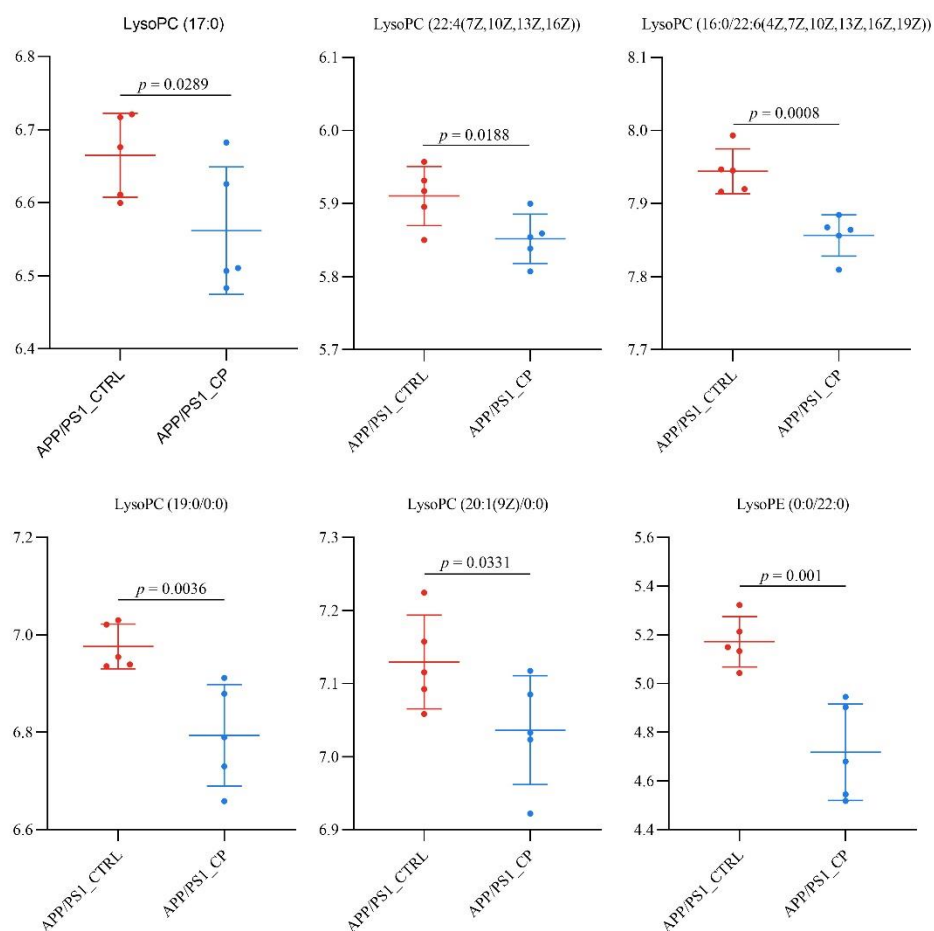 LysoPC (17:0)
6.8
6.7
6.6
6.5
6.4
p = 0.0289
APP/PS1_CTRL
APP/PS1_CP
LysoPC (22:4(7Z,10Z,13Z,16Z))
6.1
6.0
5.9
5.8
5.7
p = 0.0188
APP/PS1_CTRL
APP/PS1_CP
LysoPC (16:0/22:6(4Z,7Z,10Z,13Z,16Z,19Z))
8.1
8.0
7.9
7.8
7.7
p = 0.0008
APP/PS1_CTRL
APP/PS1_CP
LysoPC (19:0/0:0)
7.2
7.0
6.8
6.6
p = 0.0036
APP/PS1_CTRL
APP/PS1_CP
LysoPC (20:1(9Z)/0:0)
7.3
7.2
7.1
7.0
6.9
p = 0.0331
APP/PS1_CTRL
APP/PS1_CP
LysoPE (0:0/22:0)
5.6
5.4
5.2
5.0
4.8
4.6
4.4
p = 0.001
APP/PS1_CTRL
APP/PS1_CP